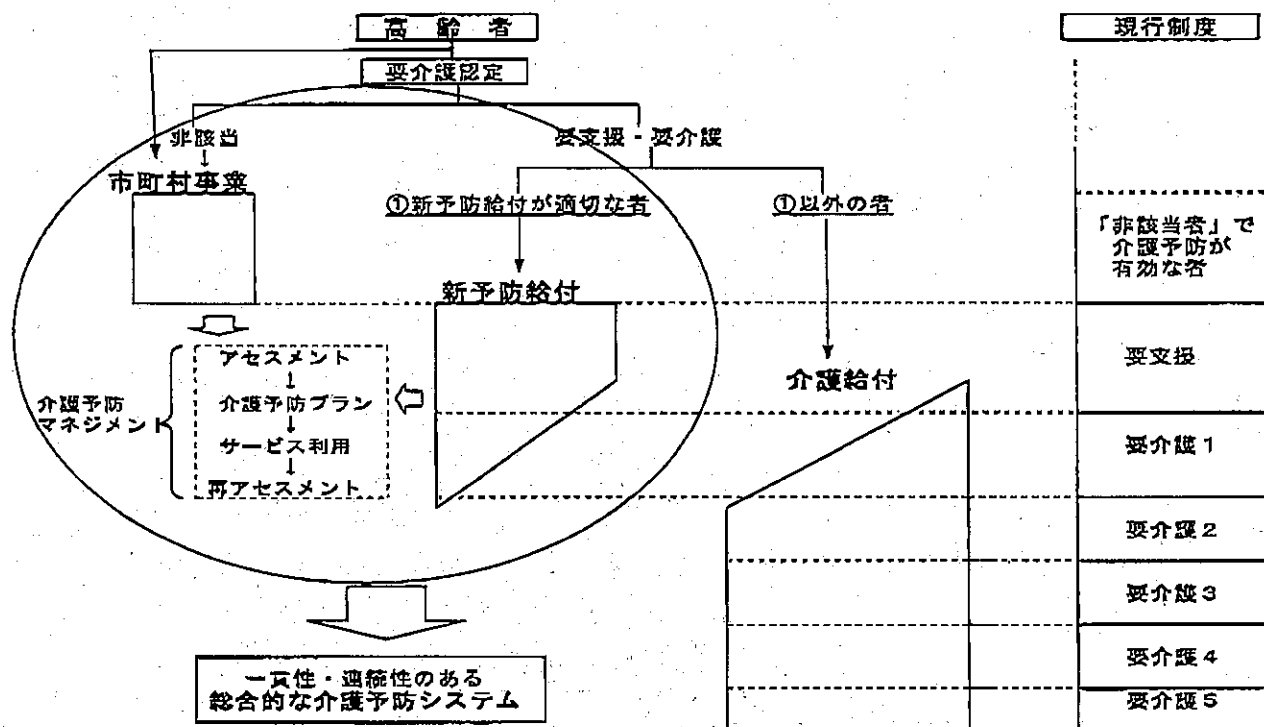 高齢者
現行制度
要介護認定
非該当
↓
要支援・要介護
市町村事業
①新予防給付が適切な者
①以外の者
「非該当者」で
介護予防が
有効な者
新予防給付
アセスメント
↓
介護予防プラン
↓
サービス利用
↓
再アセスメント
介護予防
マネジメント
介護給付
要支援
要介護1
要介護2
要介護3
要介護4
要介護5
一貫性・連続性のある
総合的な介護予防システム